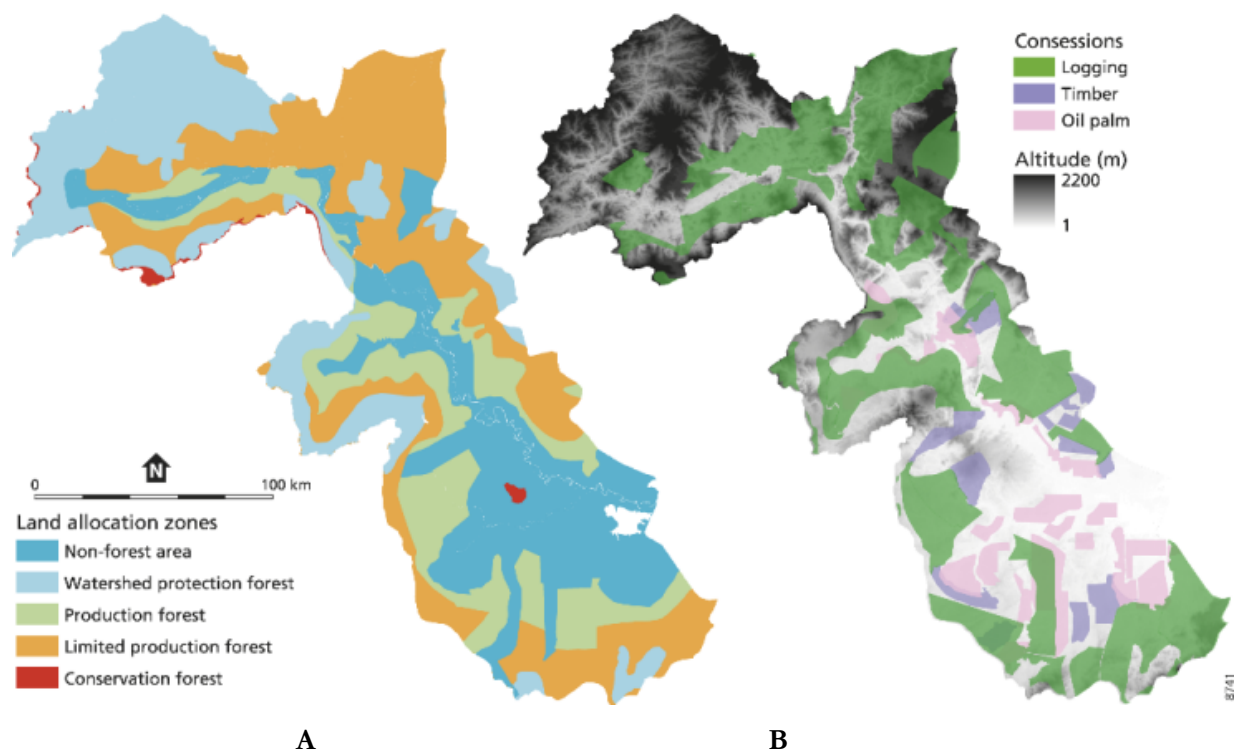 Consessions
Logging
Timber
Oil palm
Altitude (m)
2200
1
N
0 100 km
Land allocation zones
Non-forest area
Watershed protection forest
Production forest
Limited production forest
Conservation forest
8741
A B